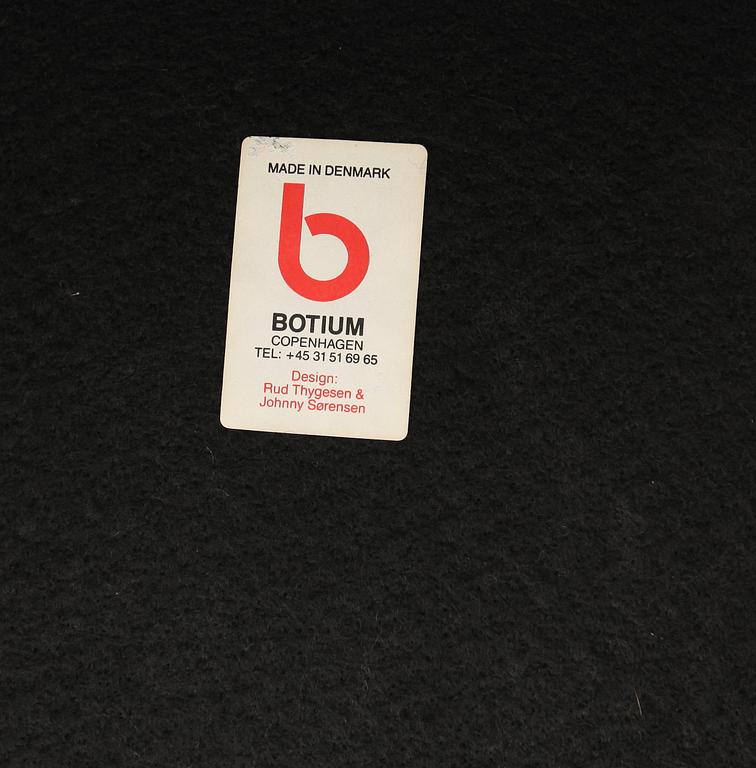 MADE IN DENMARK
b
BOTIUM
COPENHAGEN
TEL: +45 31 51 69 65
Design:
Rud Thygesen &
Johnny Sørensen